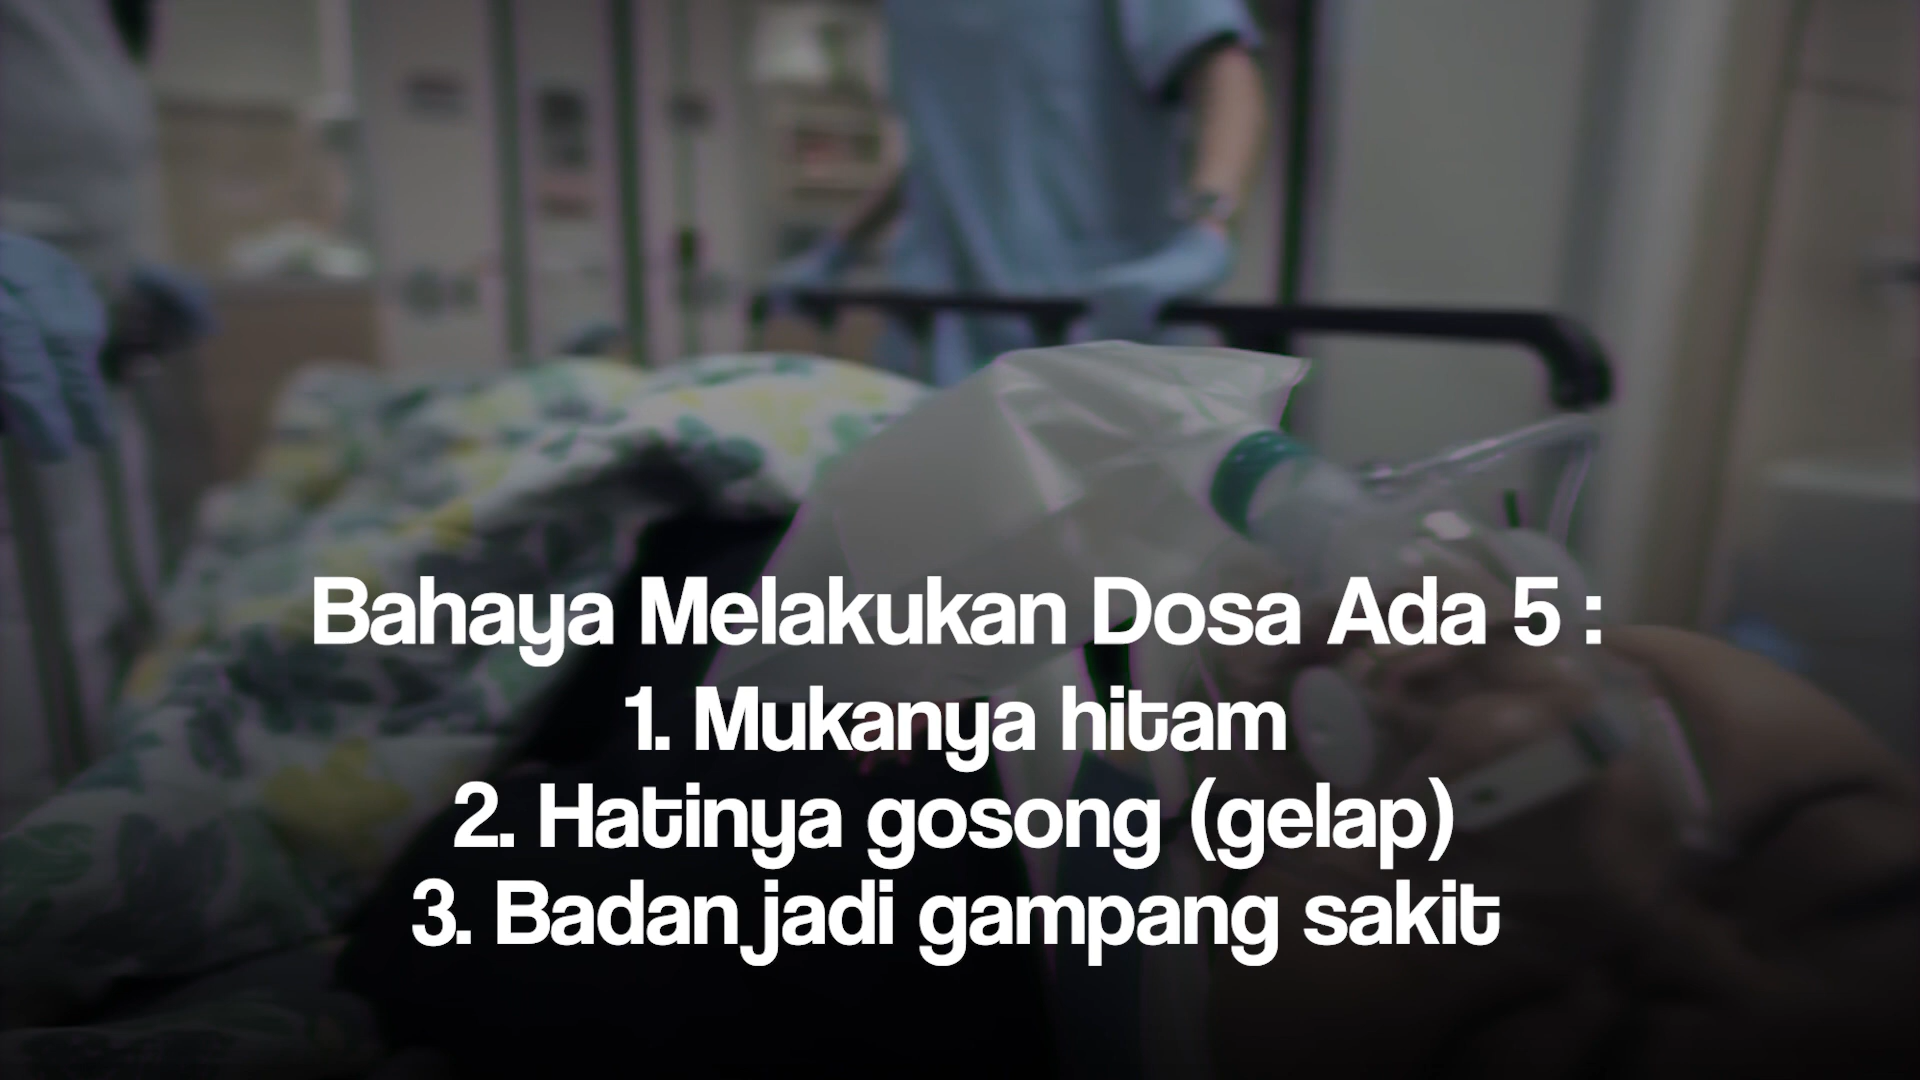 Bahaya Melakukan Dosa Ada 5 :
1. Mukanya hitam
2. Hatinya gosong (gelap)
3. Badan jadi gampang sakit